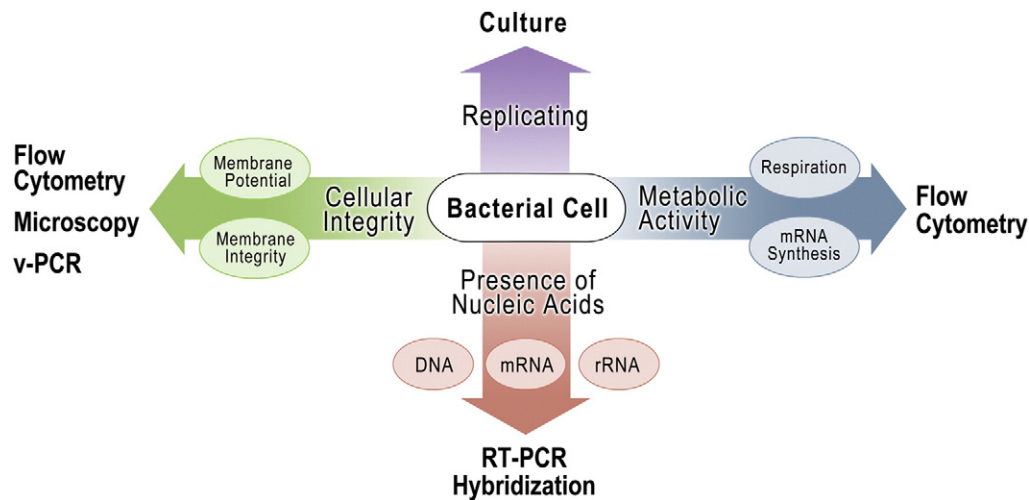 Culture
Replicating
Flow
Cytometry
Microscopy
v-PCR
Membrane
Potential
Membrane
Integrity
Cellular
Integrity
Bacterial Cell
Metabolic
Activity
Respiration
mRNA
Synthesis
Flow
Cytometry
Presence of
Nucleic Acids
DNA
mRNA
rRNA
RT-PCR
Hybridization